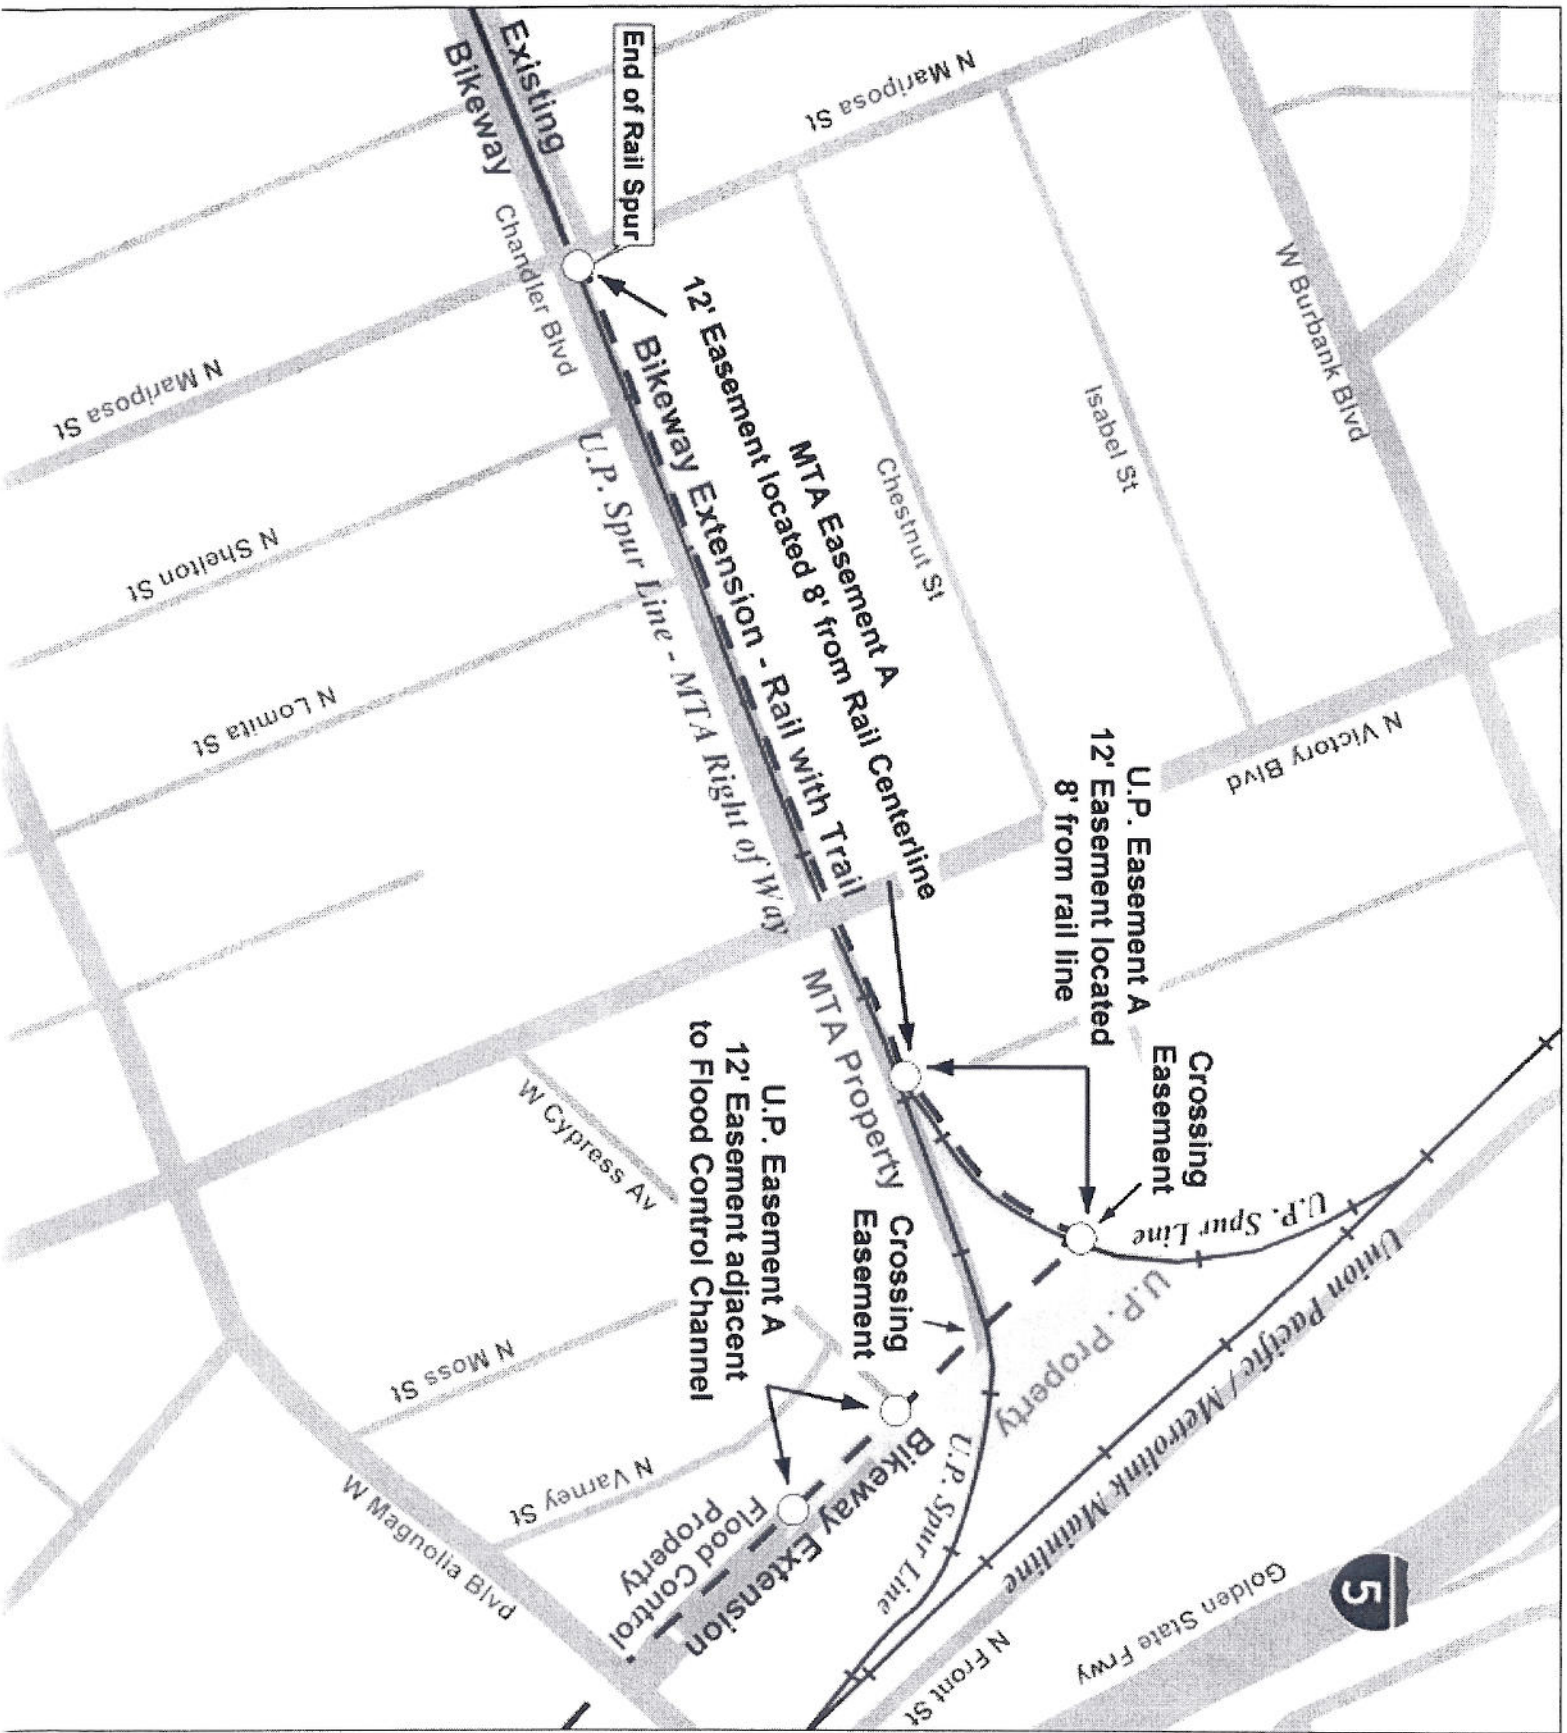 Existing
Bikeway
End of Rail Spur
N Mariposa St
W Burbank Blvd
Chandler Blvd
12' Easement located 8' from Rail Centerline
MTA Easement A
Bikeway Extension - Rail with Trail
U.P. Spur Line - MTA Right of Way
Isabel St
Chestnut St
N Mariposa St
N Shelton St
N Lomita St
N Victory Blvd
U.P. Easement A
12' Easement located
8' from rail line
Crossing
Easement
MTA Property
U.P. Spur Line
Union Pacific / Metrolink Mainline
U.P. Property
W Cypress Av
U.P. Easement A
12' Easement adjacent
to Flood Control Channel
Crossing
Easement
N Moss St
N Varney St
W Magnolia Blvd
Bikeway Extension
Flood Control
Property
U.P. Spur Line
N Front St
Golden State Frwy
5